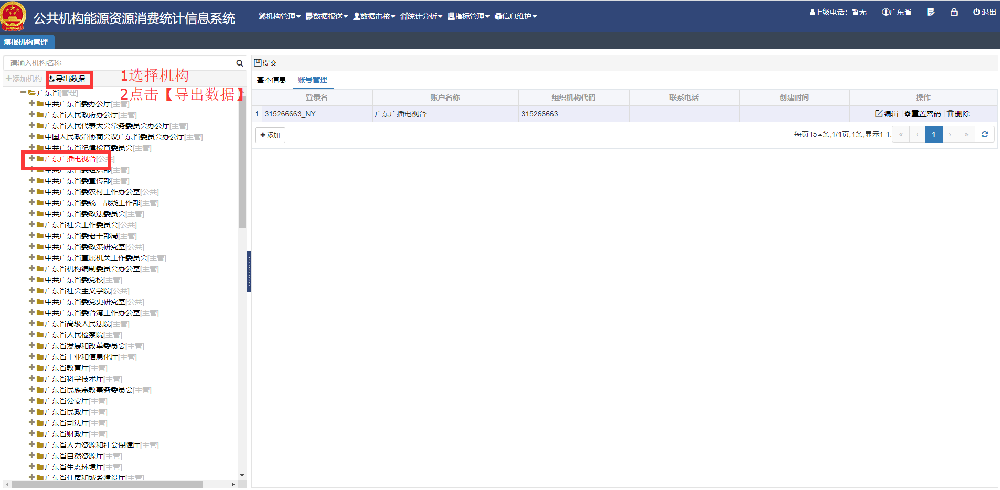 公共机构能源资源消费统计信息系统
机构管理 数据报送 数据审核 统计分析 指标管理 信息维护
上级电话：暂无 广东省 退出
填报机构管理
请输入机构名称
添加机构 导出数据
1选择机构
2点击【导出数据】
广东省[管理]
中共广东省委办公厅[主管]
广东省人民政府办公厅[主管]
广东省人民代表大会常务委员会办公厅[主管]
中国人民政治协商会议广东省委员会办公厅[主管]
中共广东省纪律检查委员会[主管]
广东广播电视台[公共]
中共广东省委组织部[主管]
中共广东省委宣传部[主管]
中共广东省委农村工作办公室[公共]
中共广东省委统一战线工作部[主管]
中共广东省委政法委员会[主管]
广东省社会工作委员会[公共]
中共广东省委老干部局[主管]
中共广东省委政策研究室[公共]
中共广东省直属机关工作委员会[主管]
广东省机构编制委员会办公室[主管]
中共广东省委党校[主管]
广东省社会主义学院[公共]
中共广东省委党史研究室[公共]
中共广东省委台湾工作办公室[主管]
广东省高级人民法院[主管]
广东省人民检察院[主管]
广东省发展和改革委员会[主管]
广东省工业和信息化厅[主管]
广东省教育厅[主管]
广东省科学技术厅[主管]
广东省民族宗教事务委员会[主管]
广东省公安厅[主管]
广东省民政厅[主管]
广东省司法厅[主管]
广东省财政厅[主管]
广东省人力资源和社会保障厅[主管]
广东省自然资源厅[主管]
广东省生态环境厅[主管]
广东省住房和城乡建设厅[主管]
提交
基本信息 账号管理
登录名 账户名称 组织机构代码 联系电话 创建时间 操作
1 315266663_NY 广东广播电视台 315266663 编辑 重置密码 删除
添加
每页15条,1/1页,1条,显示1-1. « ‹ 1 › »